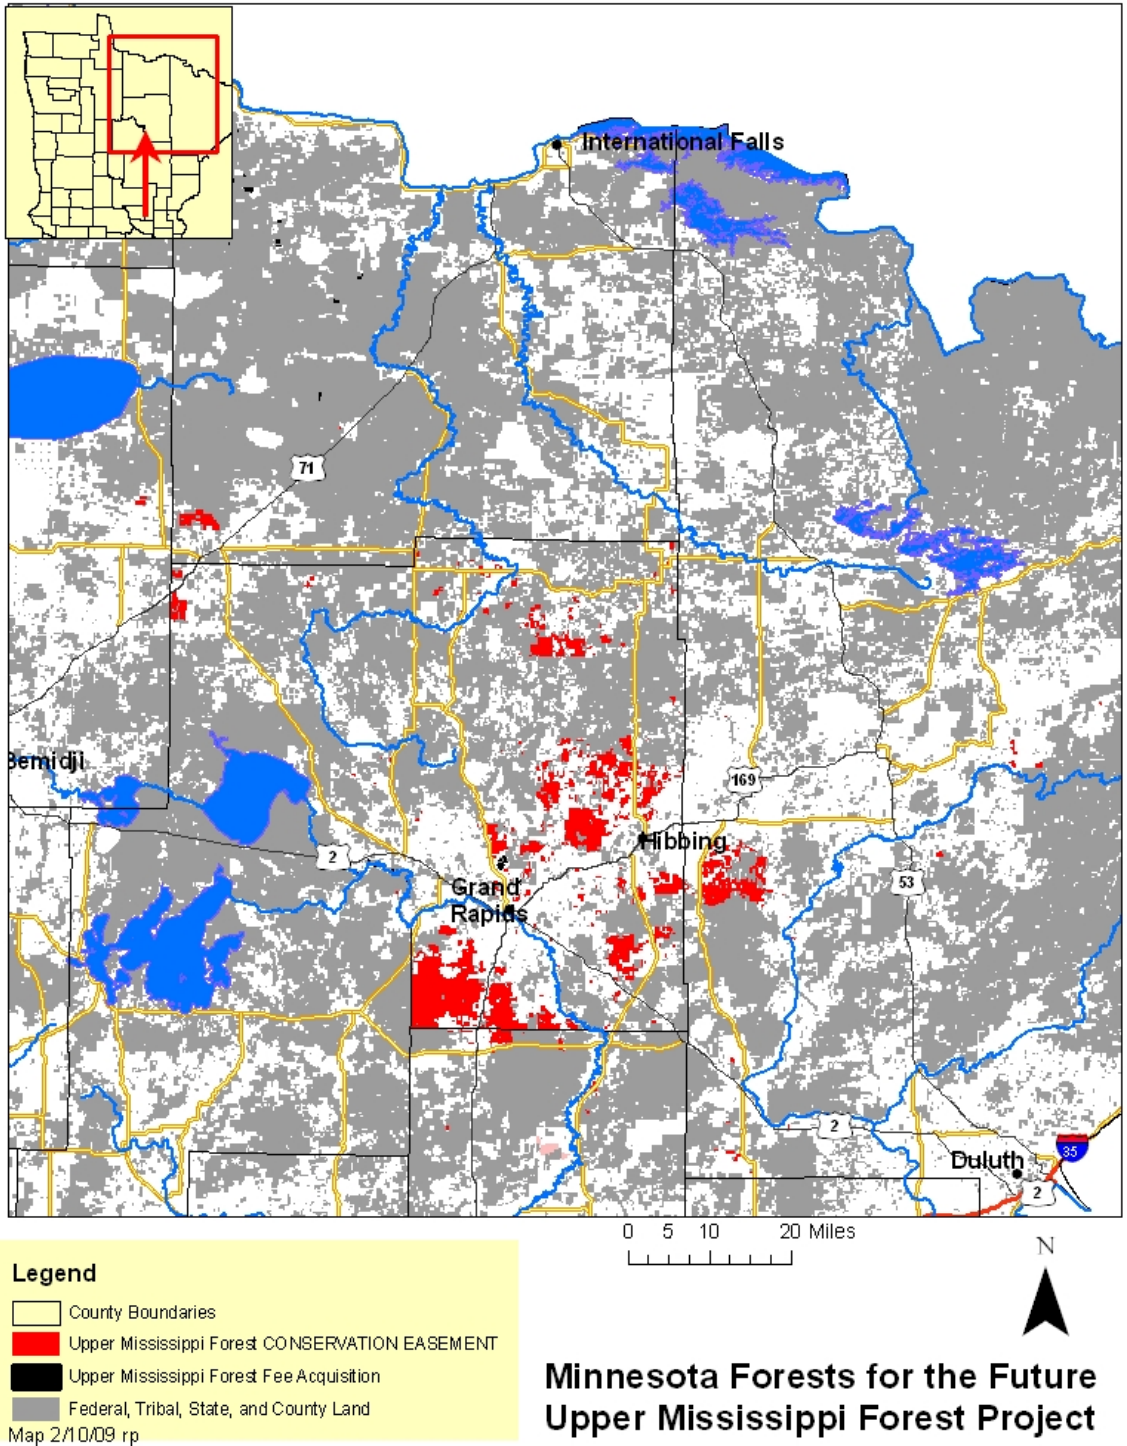 International Falls
71
Bemidji
169
Hibbing
2
Grand
Rapids
53
2
Duluth
35
2
0 5 10 20 Miles
N
Legend
County Boundaries
Upper Mississippi Forest CONSERVATION EASEMENT
Upper Mississippi Forest Fee Acquisition
Federal, Tribal, State, and County Land
Map 2/10/09 rp
Minnesota Forests for the Future
Upper Mississippi Forest Project